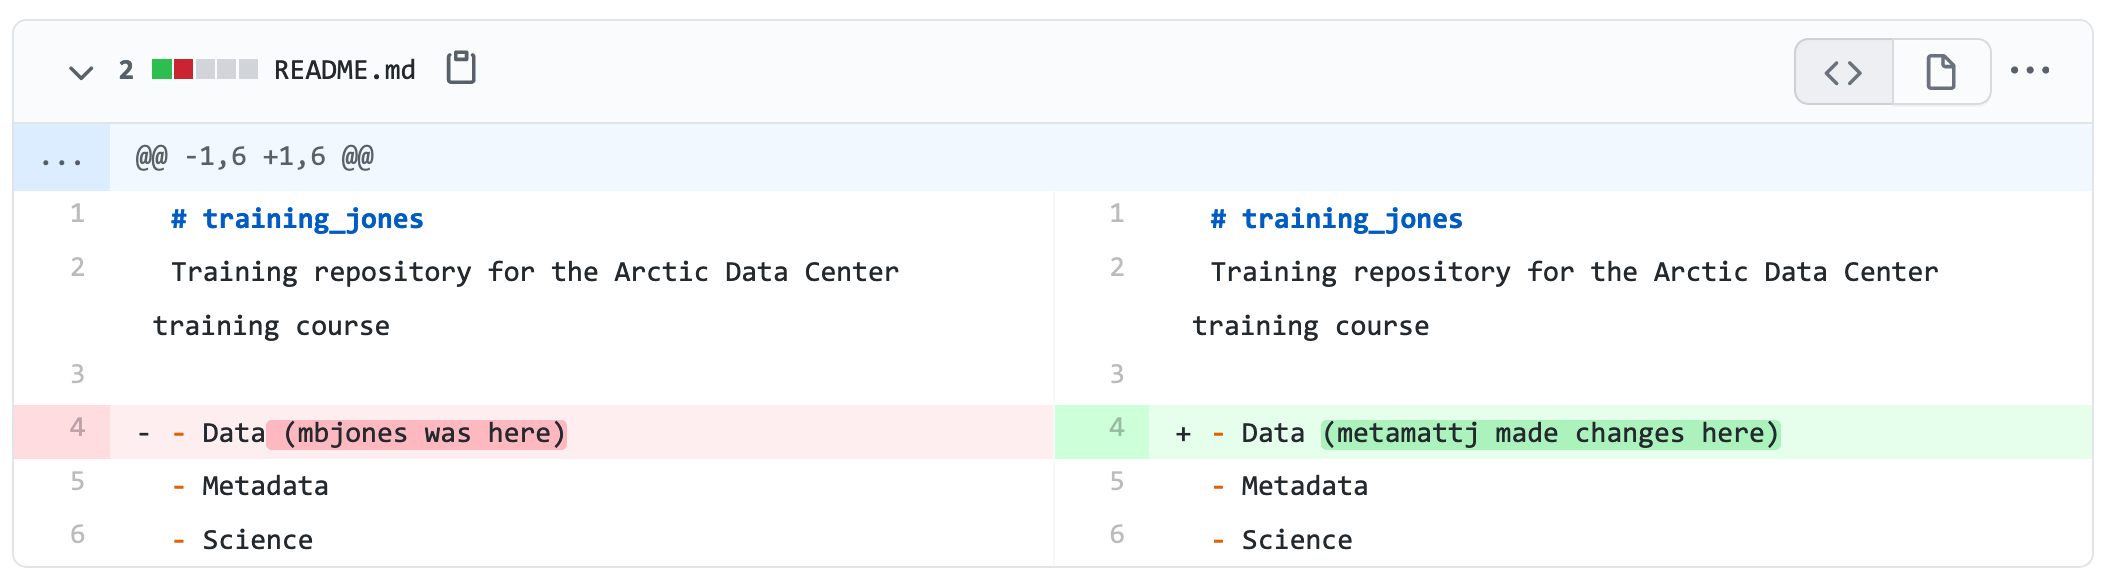 2 README.md
... @@ -1,6 +1,6 @@
1 # training_jones
2 Training repository for the Arctic Data Center
training course
3
4 - - Data (mbjones was here)
5 - Metadata
6 - Science
1 # training_jones
2 Training repository for the Arctic Data Center
training course
3
4 + - Data (metamattj made changes here)
5 - Metadata
6 - Science